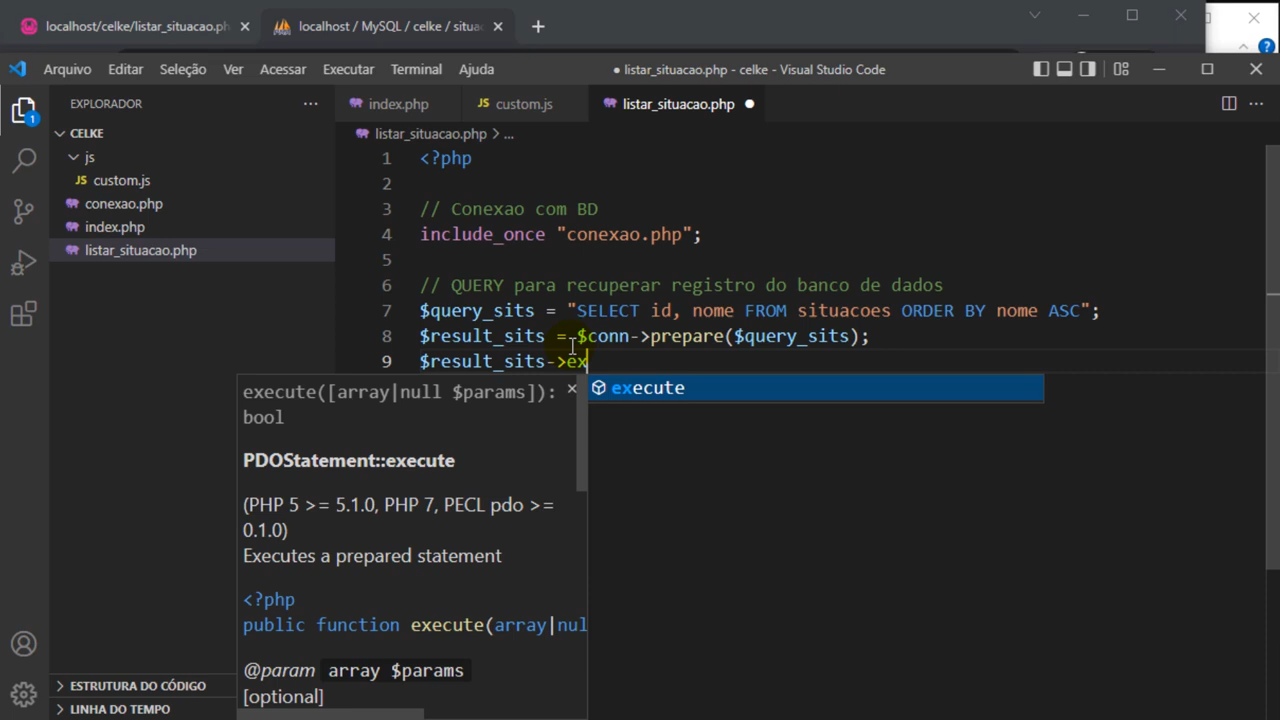 localhost/celke/listar_situacao.ph
localhost / MySQL / celke / situa
Arquivo Editar Seleção Ver Acessar Executar Terminal Ajuda
● listar_situacao.php - celke - Visual Studio Code
EXPLORADOR
index.php
JS custom.js
listar_situacao.php
CELKE
listar_situacao.php > ...
js
JS custom.js
conexao.php
index.php
listar_situacao.php
1 <?php
2
3 // Conexao com BD
4 include_once "conexao.php";
5
6 // QUERY para recuperar registro do banco de dados
7 $query_sits = "SELECT id, nome FROM situacoes ORDER BY nome ASC";
8 $result_sits = $conn->prepare($query_sits);
9 $result_sits->ex
execute
execute([array|null $params]):
bool
PDOStatement::execute
(PHP 5 >= 5.1.0, PHP 7, PECL pdo >=
0.1.0)
Executes a prepared statement
<?php
public function execute(array|nul
@param array $params
[optional]
1
ESTRUTURA DO CÓDIGO
LINHA DO TEMPO